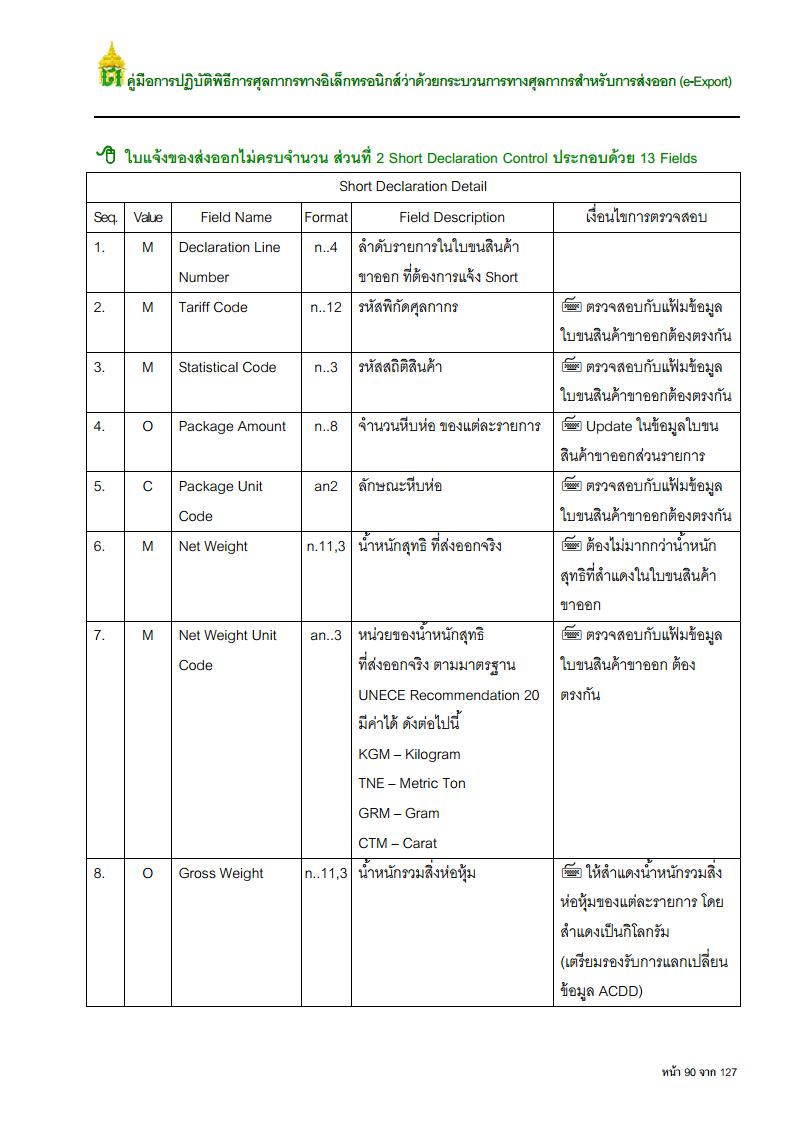 คู่มือการปฏิบัติพิธีการศุลกากรทางอิเล็กทรอนิกส์ว่าด้วยกระบวนการทางศุลกากรสำหรับการส่งออก (e-Export)
ใบแจ้งของส่งออกไม่ครบจำนวน ส่วนที่ 2 Short Declaration Control ประกอบด้วย 13 Fields
Short Declaration Detail
Seq. Value Field Name Format Field Description เงื่อนไขการตรวจสอบ
1. M Declaration Line n..4 ลำดับรายการในใบขนสินค้า
Number ขาออก ที่ต้องการแจ้ง Short
2. M Tariff Code n..12 รหัสพิกัดศุลกากร ตรวจสอบกับแฟ้มข้อมูล
ใบขนสินค้าขาออกต้องตรงกัน
3. M Statistical Code n..3 รหัสสถิติสินค้า ตรวจสอบกับแฟ้มข้อมูล
ใบขนสินค้าขาออกต้องตรงกัน
4. O Package Amount n..8 จำนวนหีบห่อ ของแต่ละรายการ Update ในข้อมูลใบขน
สินค้าขาออกส่วนรายการ
5. C Package Unit an2 ลักษณะหีบห่อ ตรวจสอบกับแฟ้มข้อมูล
Code ใบขนสินค้าขาออกต้องตรงกัน
6. M Net Weight n.11,3 น้ำหนักสุทธิ ที่ส่งออกจริง ต้องไม่มากกว่าน้ำหนัก
สุทธิที่สำแดงในใบขนสินค้า
ขาออก
7. M Net Weight Unit an..3 หน่วยของน้ำหนักสุทธิ ตรวจสอบกับแฟ้มข้อมูล
Code ที่ส่งออกจริง ตามมาตรฐาน ใบขนสินค้าขาออก ต้อง
UNECE Recommendation 20 ตรงกัน
มีค่าได้ ดังต่อไปนี้
KGM – Kilogram
TNE – Metric Ton
GRM – Gram
CTM – Carat
8. O Gross Weight n..11,3 น้ำหนักรวมสิ่งห่อหุ้ม ให้สำแดงน้ำหนักรวมสิ่ง
ห่อหุ้มของแต่ละรายการ โดย
สำแดงเป็นกิโลกรัม
(เตรียมรองรับการแลกเปลี่ยน
ข้อมูล ACDD)
หน้า 90 จาก 127